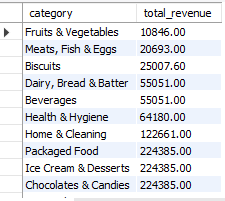 category total_revenue
Fruits & Vegetables 10846.00
Meats, Fish & Eggs 20693.00
Biscuits 25007.60
Dairy, Bread & Batter 55051.00
Beverages 55051.00
Health & Hygiene 64180.00
Home & Cleaning 122661.00
Packaged Food 224385.00
Ice Cream & Desserts 224385.00
Chocolates & Candies 224385.00